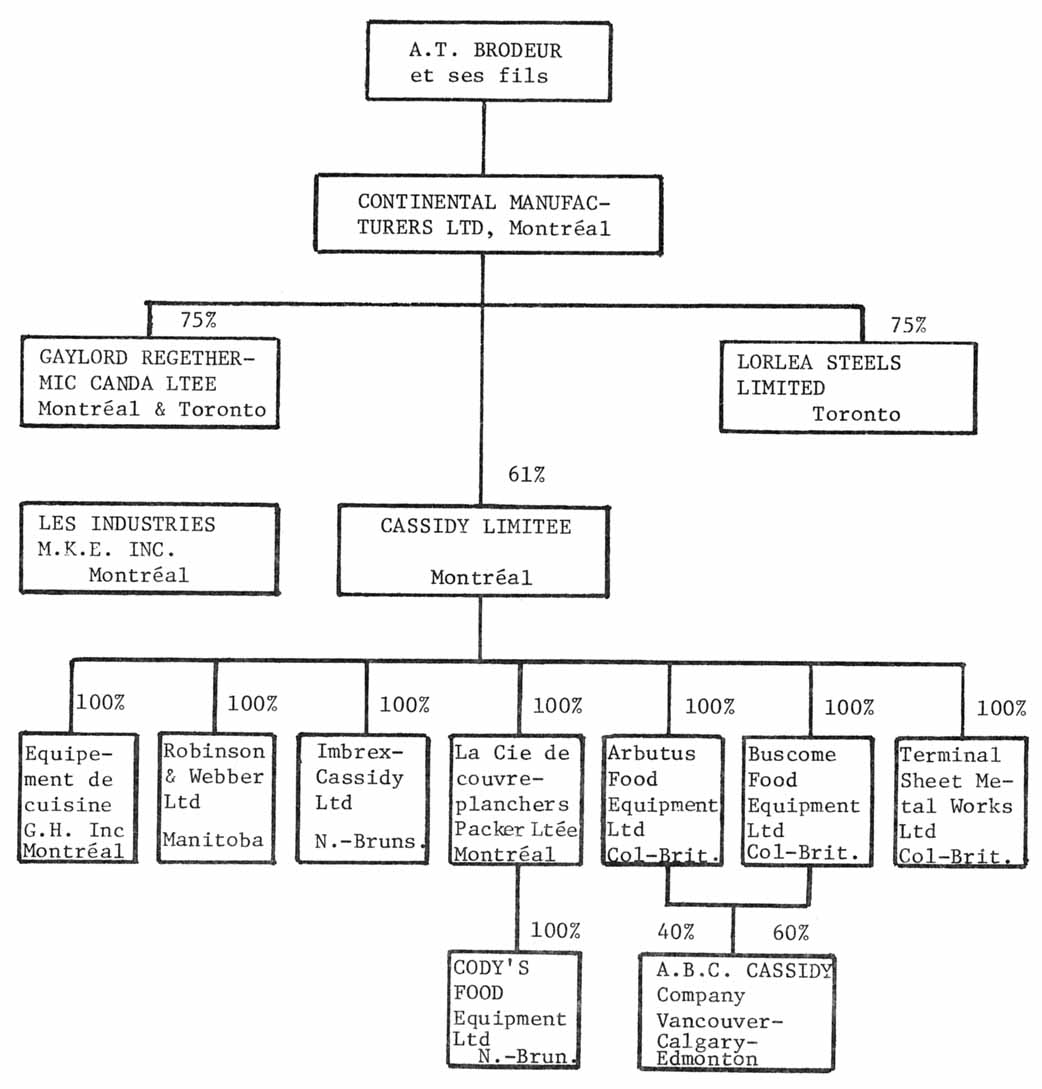 A.T. BRODEUR
et ses fils
CONTINENTAL MANUFAC-
TURERS LTD, Montréal
75%
GAYLORD REGETHER-
MIC CANDA LTEE
Montréal & Toronto
75%
LORLEA STEELS
LIMITED
Toronto
61%
LES INDUSTRIES
M.K.E. INC.
Montréal
CASSIDY LIMITEE
Montréal
100%
Equipe-
ment de
cuisine
G.H. Inc
Montréal
100%
Robinson
& Webber
Ltd
Manitoba
100%
Imbrex-
Cassidy
Ltd
N.-Bruns.
100%
La Cie de
couvre-
planchers
Packer Ltée
Montréal
100%
Arbutus
Food
Equipment
Ltd
Col-Brit.
100%
Buscome
Food
Equipment
Ltd
Col-Brit.
100%
Terminal
Sheet Me-
tal Works
Ltd
Col-Brit.
100%
CODY'S
FOOD
Equipment
Ltd
N.-Brun.
40%
60%
A.B.C. CASSIDY
Company
Vancouver-
Calgary-
Edmonton